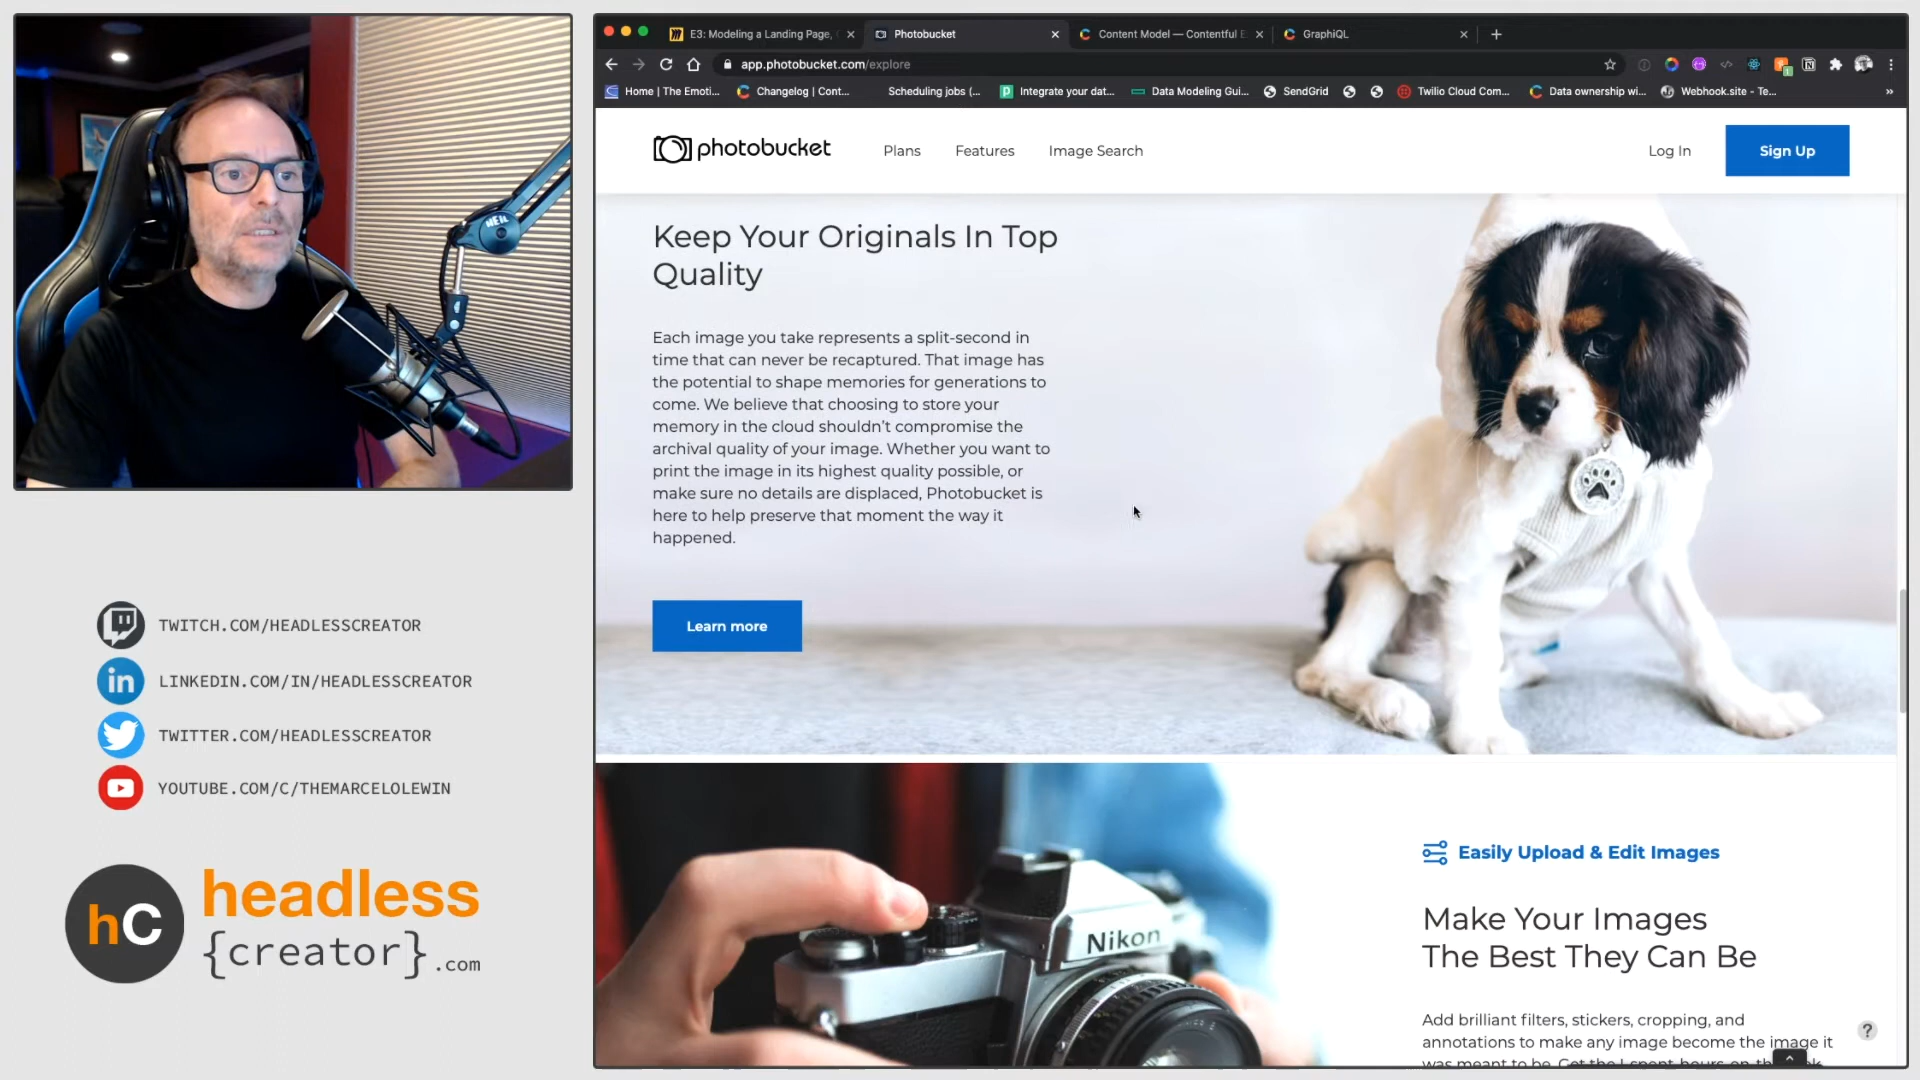 NEIL
TWITCH.COM/HEADLESSCREATOR
LINKEDIN.COM/IN/HEADLESSCREATOR
TWITTER.COM/HEADLESSCREATOR
YOUTUBE.COM/C/THEMARCELOLEWIN
hC
headless
{creator}.com
E3: Modeling a Landing Page,
Photobucket
Content Model — Contentful
GraphiQL
app.photobucket.com/explore
Home | The Emoti...
Changelog | Cont...
Scheduling jobs (...
Integrate your dat...
Data Modeling Gui...
SendGrid
Twilio Cloud Com...
Data ownership wi...
Webhook.site - Te...
»
photobucket
Plans
Features
Image Search
Log In
Sign Up
Keep Your Originals In Top
Quality
Each image you take represents a split-second in
time that can never be recaptured. That image has
the potential to shape memories for generations to
come. We believe that choosing to store your
memory in the cloud shouldn't compromise the
archival quality of your image. Whether you want to
print the image in its highest quality possible, or
make sure no details are displaced, Photobucket is
here to help preserve that moment the way it
happened.
Learn more
Nikon
Easily Upload & Edit Images
Make Your Images
The Best They Can Be
Add brilliant filters, stickers, cropping, and
annotations to make any image become the image it
was meant to be.
?